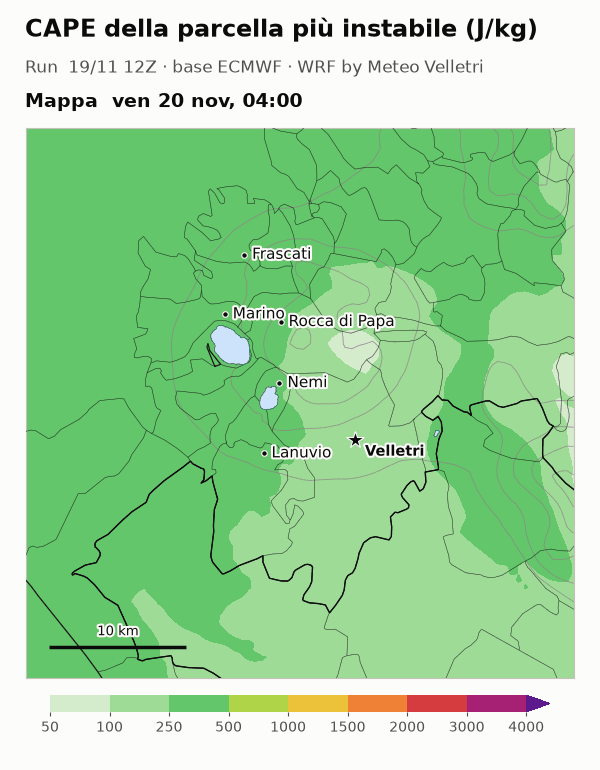 CAPE della parcella più instabile (J/kg)
Run  19/11 12Z · base ECMWF · WRF by Meteo Velletri
Mappa  ven 20 nov, 04:00
Frascati
Marino
Rocca di Papa
Nemi
Velletri
Lanuvio
10 km
50 100 250 500 1000 1500 2000 3000 4000